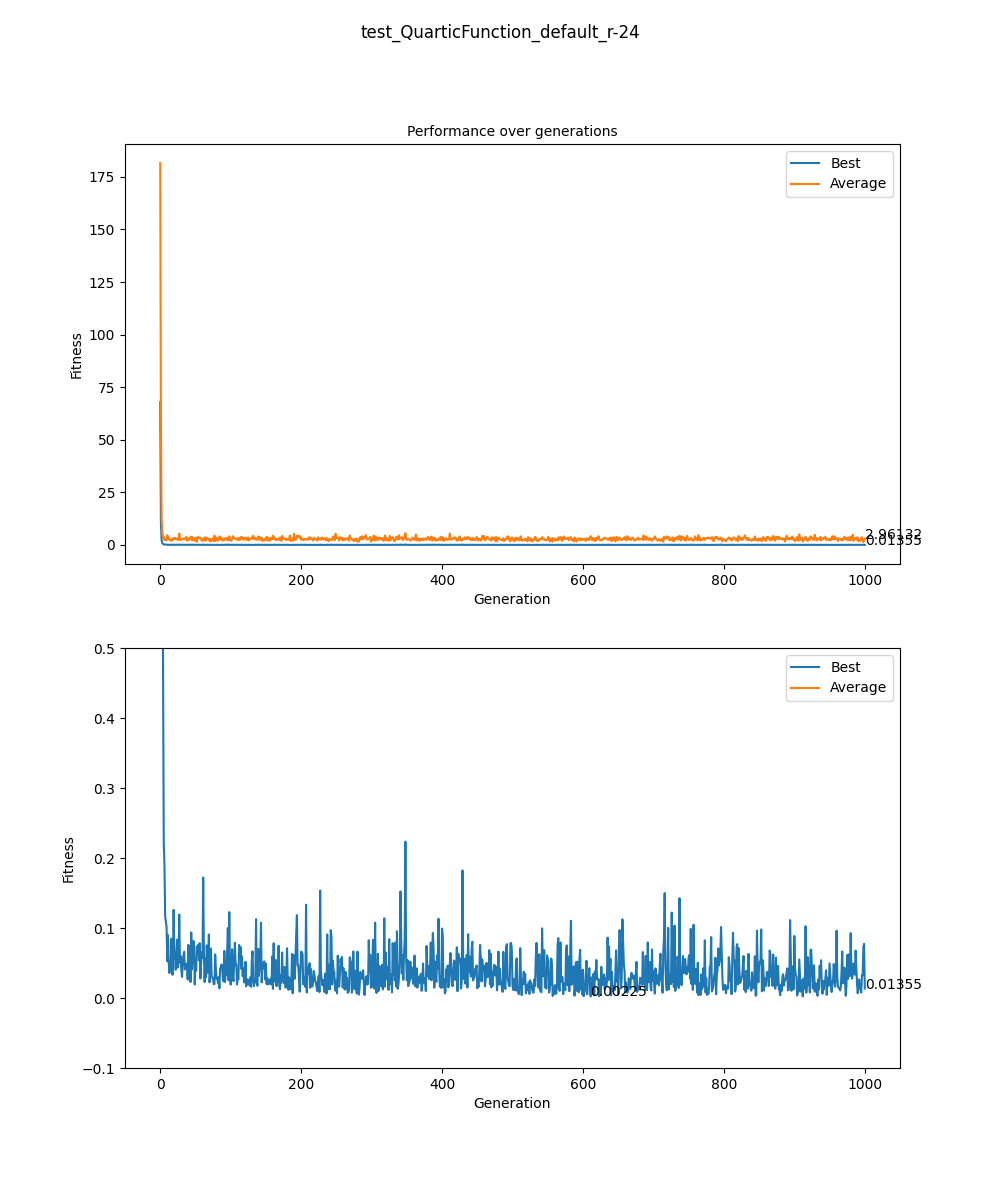 test_QuarticFunction_default_r-24
Performance over generations
Best
Average
175
150
125
100
75
50
25
0
Fitness
2.96132
0.01355
0 200 400 600 800 1000
Generation
Best
Average
0.5
0.4
0.3
0.2
0.1
0.0
−0.1
Fitness
0.00225
0.01355
0 200 400 600 800 1000
Generation